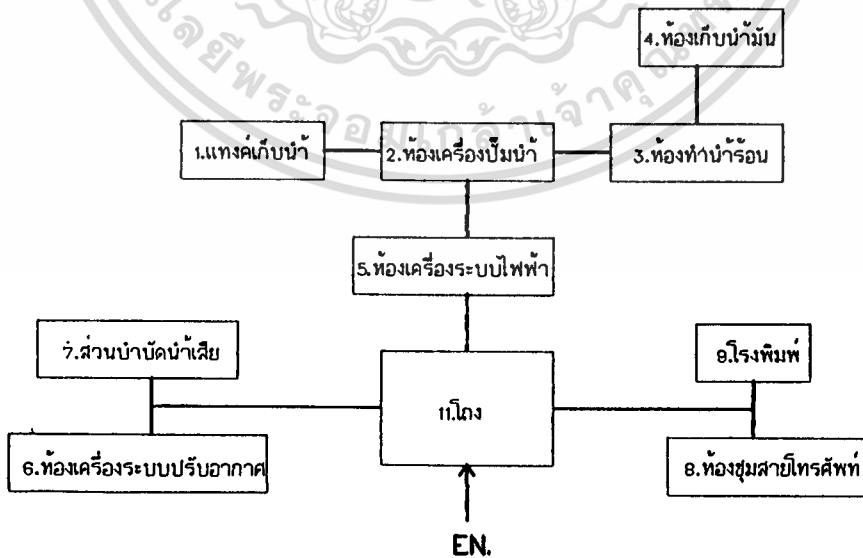 4.ห้องเก็บน้ำมัน
1.แทงค์เก็บน้ำ
2.ห้องเครื่องปั๊มน้ำ
3.ห้องทำน้ำร้อน
5.ห้องเครื่องระบบไฟฟ้า
7.ส่วนบำบัดน้ำเสีย
9.โรงพิมพ์
11.โถง
6.ห้องเครื่องระบบปรับอากาศ
8.ห้องชุมสายโทรศัพท์
EN.